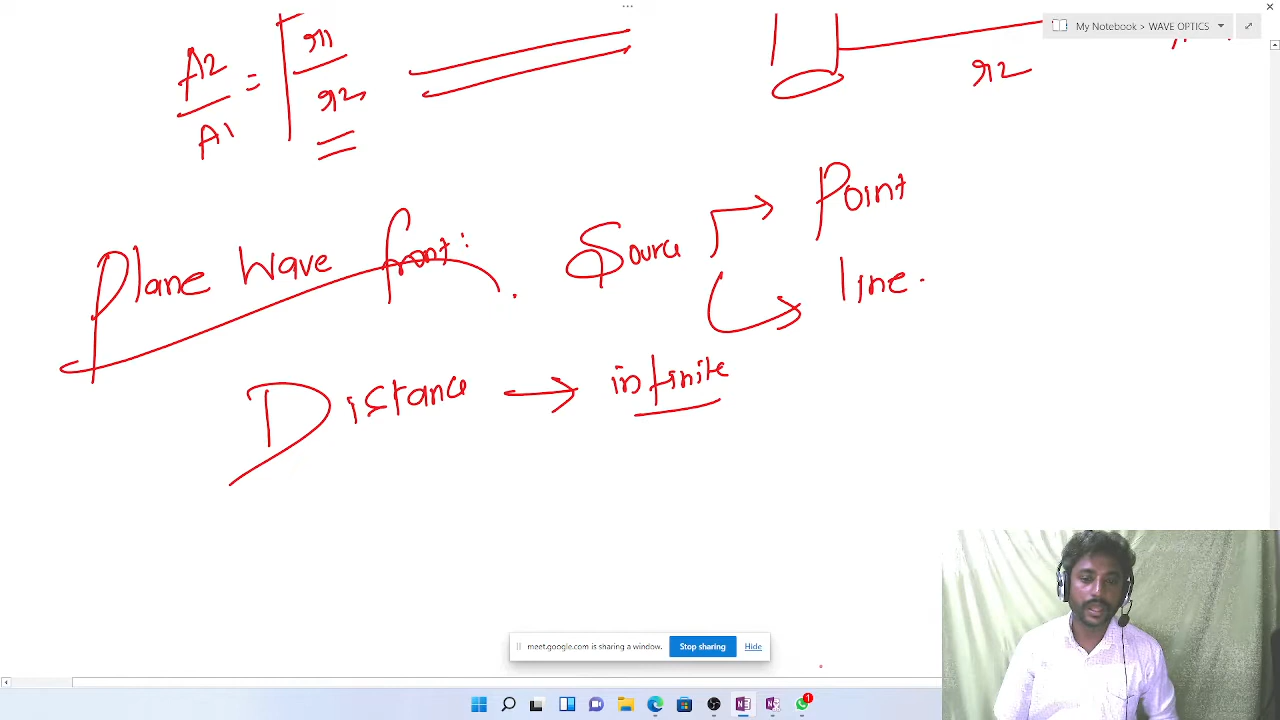 My Notebook > WAVE OPTICS
A2/A1 = √r1/r2
r2
Plane Wave front:
Source → Point
→ line.
Distance → infinite
meet.google.com is sharing a window. Stop sharing Hide
1